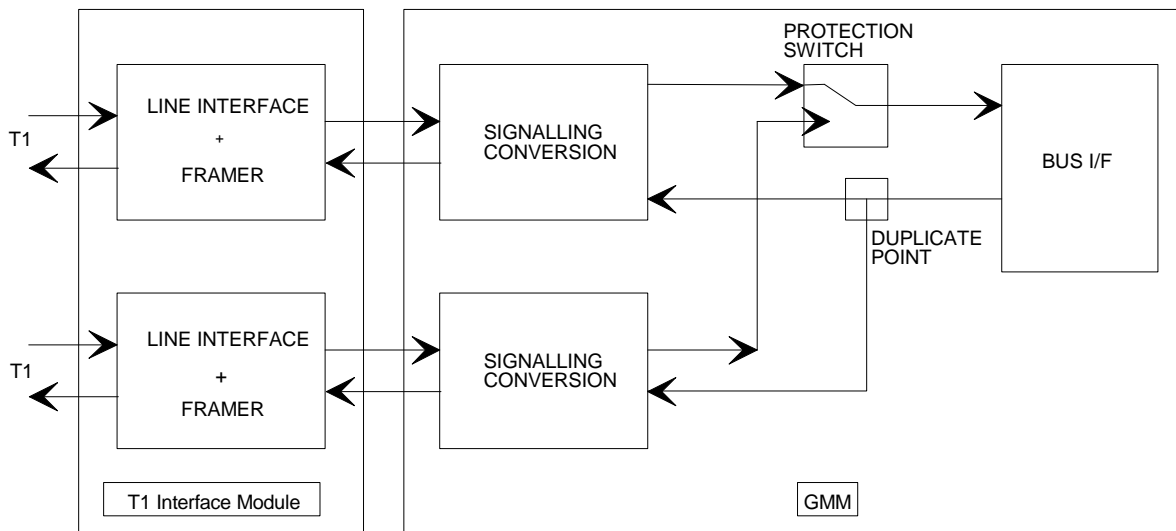 PROTECTION
SWITCH
LINE INTERFACE
+
FRAMER
T1
SIGNALLING
CONVERSION
BUS I/F
DUPLICATE
POINT
LINE INTERFACE
+
FRAMER
T1
SIGNALLING
CONVERSION
T1 Interface Module
GMM